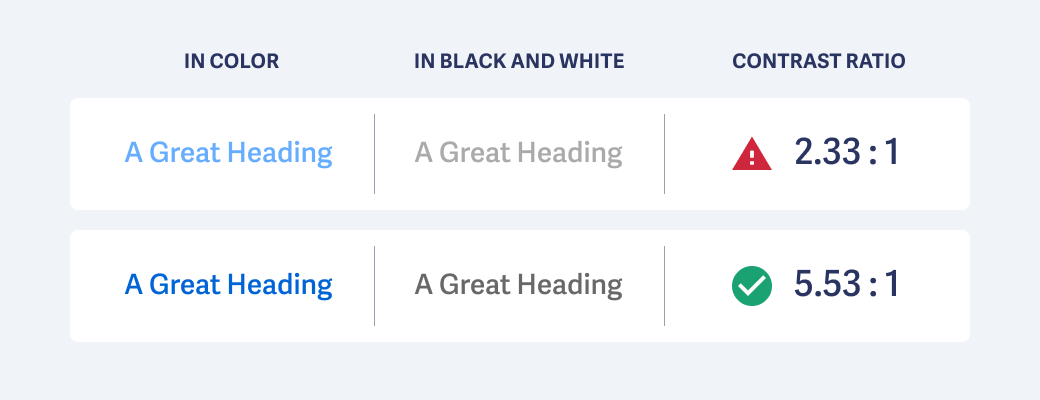 IN COLOR IN BLACK AND WHITE CONTRAST RATIO
A Great Heading A Great Heading 2.33 : 1
A Great Heading A Great Heading 5.53 : 1